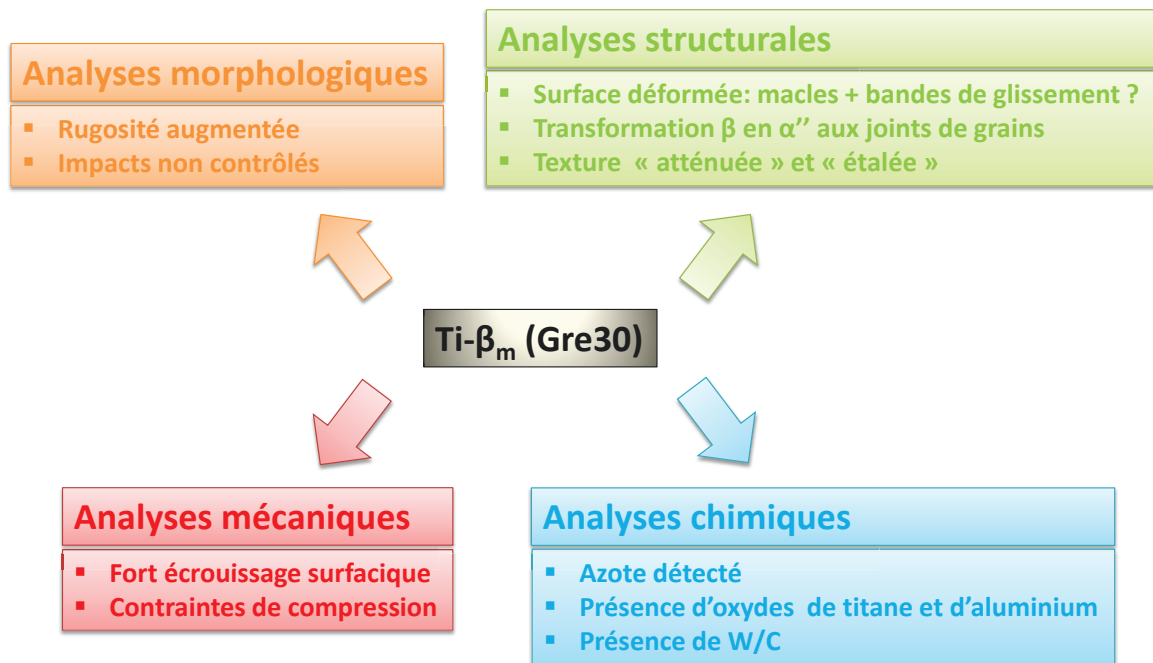 Analyses morphologiques
▪ Rugosité augmentée
▪ Impacts non contrôlés
Analyses structurales
▪ Surface déformée: macles + bandes de glissement ?
▪ Transformation β en α’’ aux joints de grains
▪ Texture « atténuée » et « étalée »
Ti-βm (Gre30)
Analyses mécaniques
▪ Fort écrouissage surfacique
▪ Contraintes de compression
Analyses chimiques
▪ Azote détecté
▪ Présence d’oxydes de titane et d’aluminium
▪ Présence de W/C